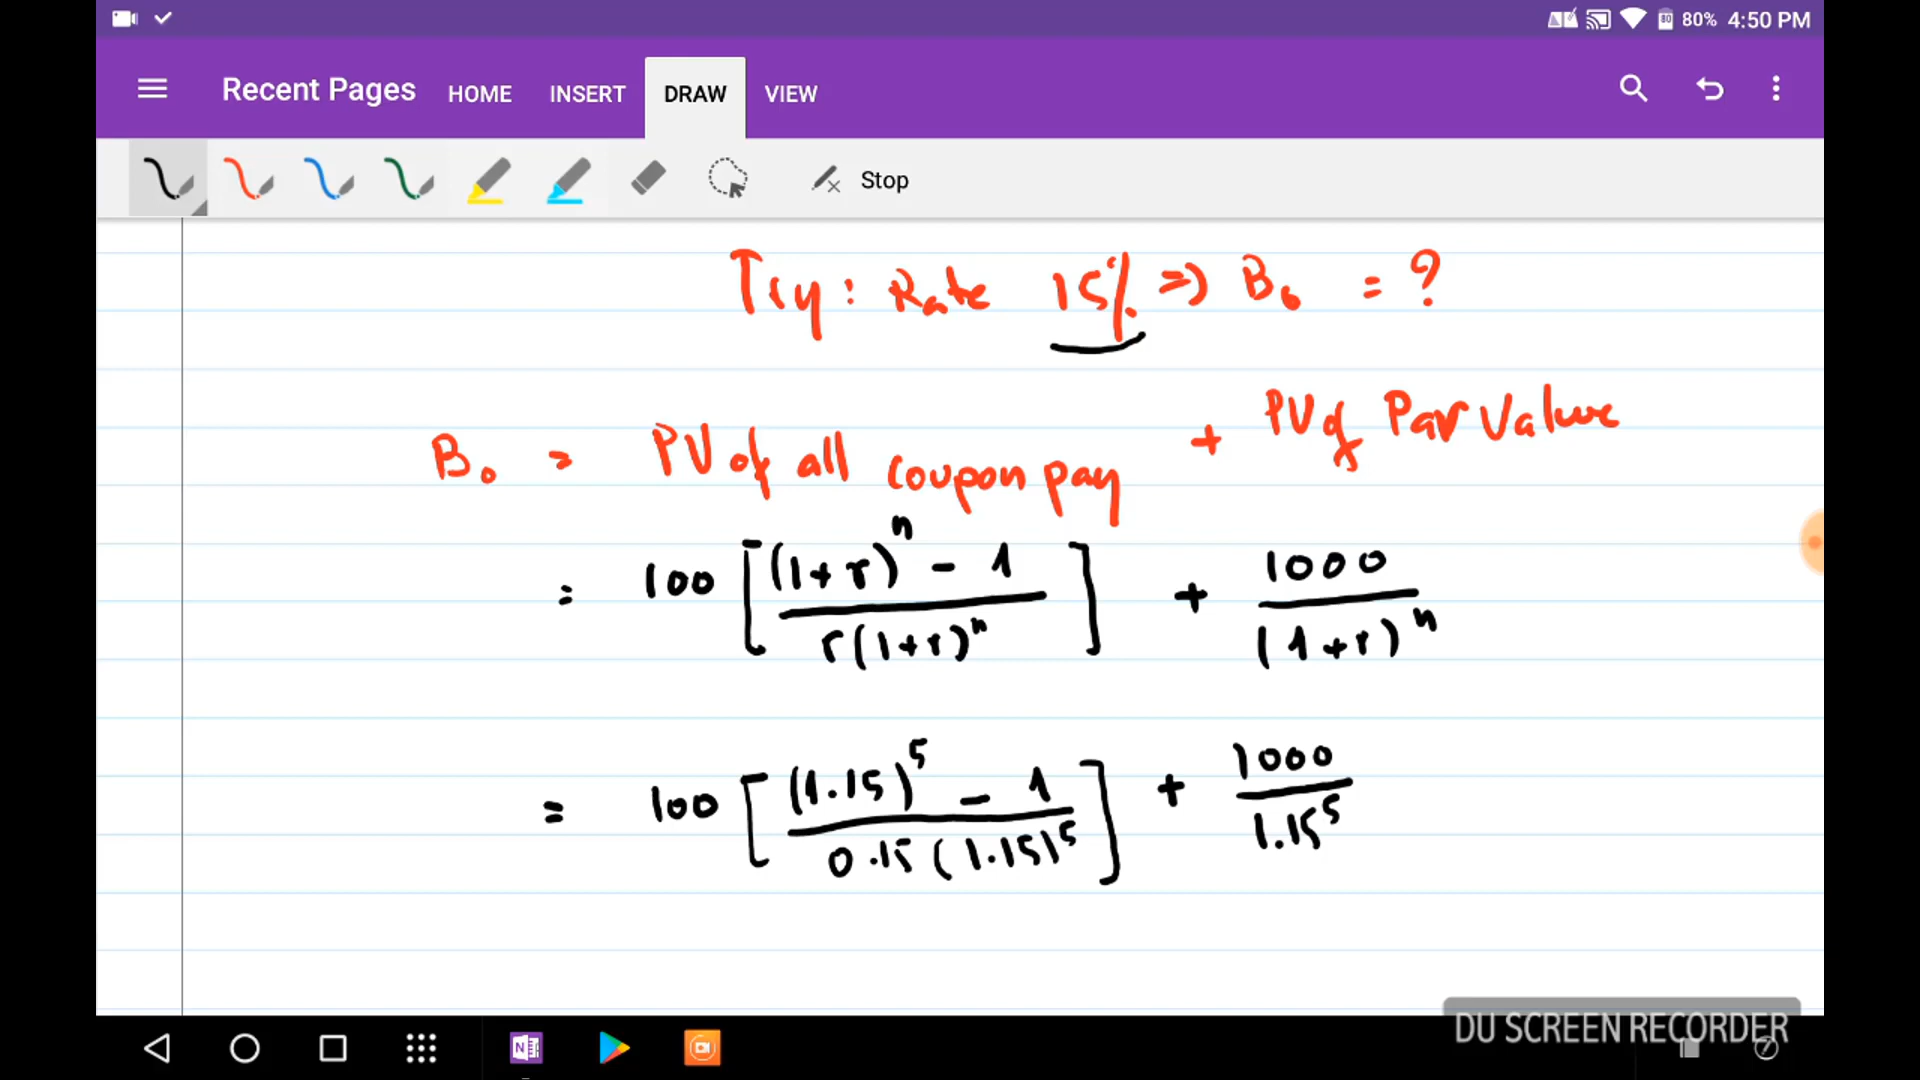 80 80% 4:50 PM
Recent Pages HOME INSERT DRAW VIEW
Stop
Try: Rate 15% => B₀ = ?
B₀ = PV of all coupon pay + PV of Par Value
= 100 [((1+r)ⁿ - 1) / (r(1+r)ⁿ)] + 1000 / (1+r)ⁿ
= 100 [((1.15)⁵ - 1) / (0.15(1.15)⁵)] + 1000 / 1.15⁵
N
DU SCREEN RECORDER